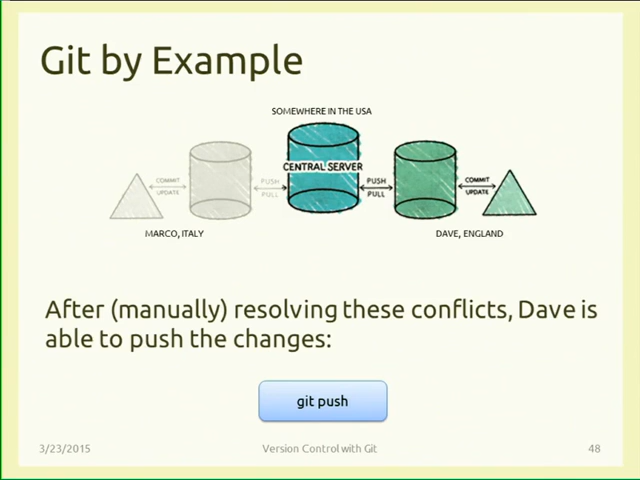 Git by Example
SOMEWHERE IN THE USA
CENTRAL SERVER
COMMIT
UPDATE
PUSH
PULL
PUSH
PULL
COMMIT
UPDATE
MARCO, ITALY
DAVE, ENGLAND
After (manually) resolving these conflicts, Dave is
able to push the changes:
git push
3/23/2015
Version Control with Git
48